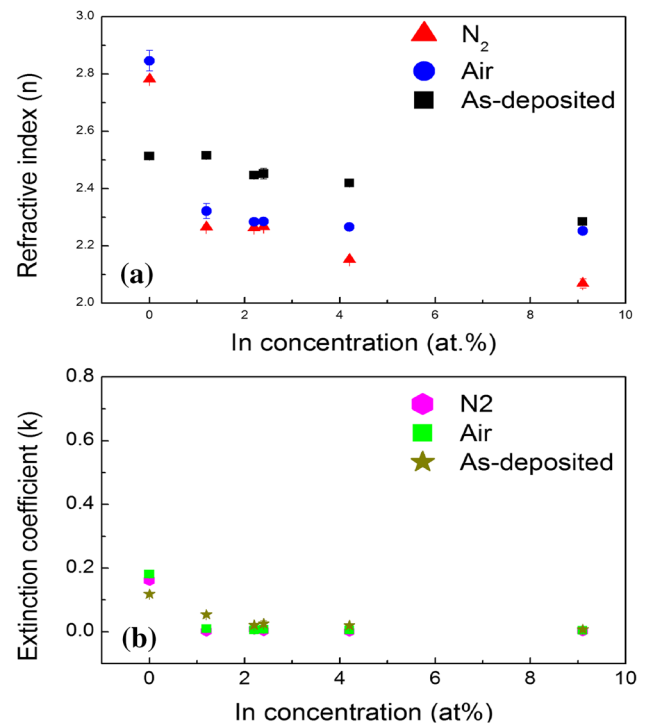 3.0
2.8
2.6
2.4
2.2
2.0
Refractive index (n)
N₂
Air
As-deposited
(a)
0 2 4 6 8 10
In concentration (at.%)
0.8
0.6
0.4
0.2
0.0
Extinction coefficient (k)
N2
Air
As-deposited
(b)
0 2 4 6 8 10
In concentration (at%)